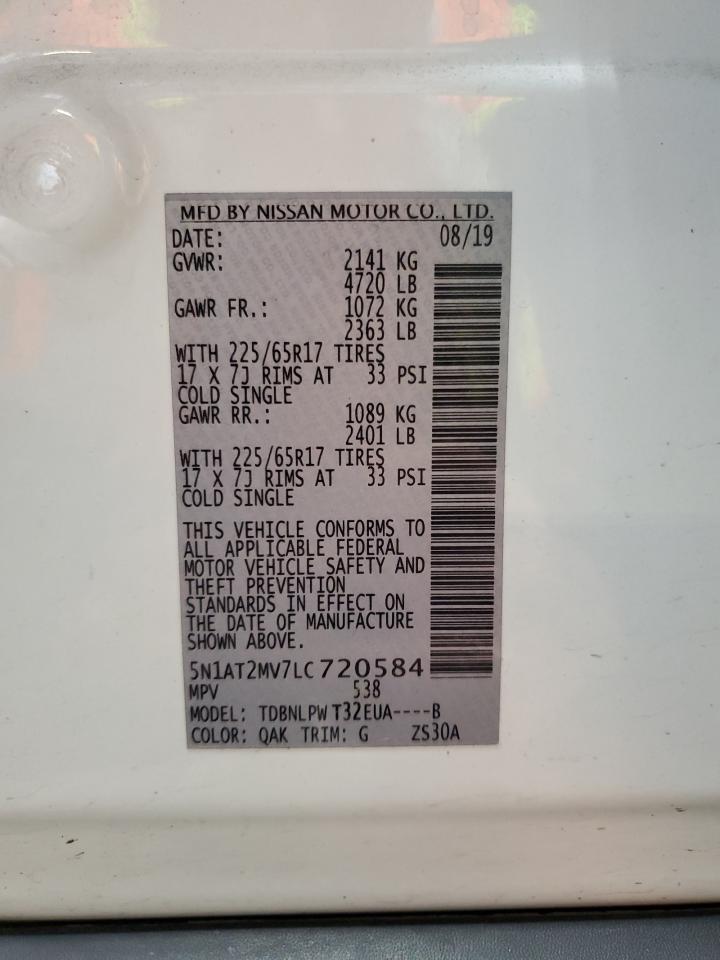 MFD BY NISSAN MOTOR CO., LTD.
DATE: 08/19
GVWR: 2141 KG
4720 LB
GAWR FR.: 1072 KG
2363 LB
WITH 225/65R17 TIRES
17 X 7J RIMS AT 33 PSI
COLD SINGLE
GAWR RR.: 1089 KG
2401 LB
WITH 225/65R17 TIRES
17 X 7J RIMS AT 33 PSI
COLD SINGLE
THIS VEHICLE CONFORMS TO
ALL APPLICABLE FEDERAL
MOTOR VEHICLE SAFETY AND
THEFT PREVENTION
STANDARDS IN EFFECT ON
THE DATE OF MANUFACTURE
SHOWN ABOVE.
5N1AT2MV7LC720584
MPV 538
MODEL: TDBNLPW T32EUA----B
COLOR: QAK TRIM: G ZS30A